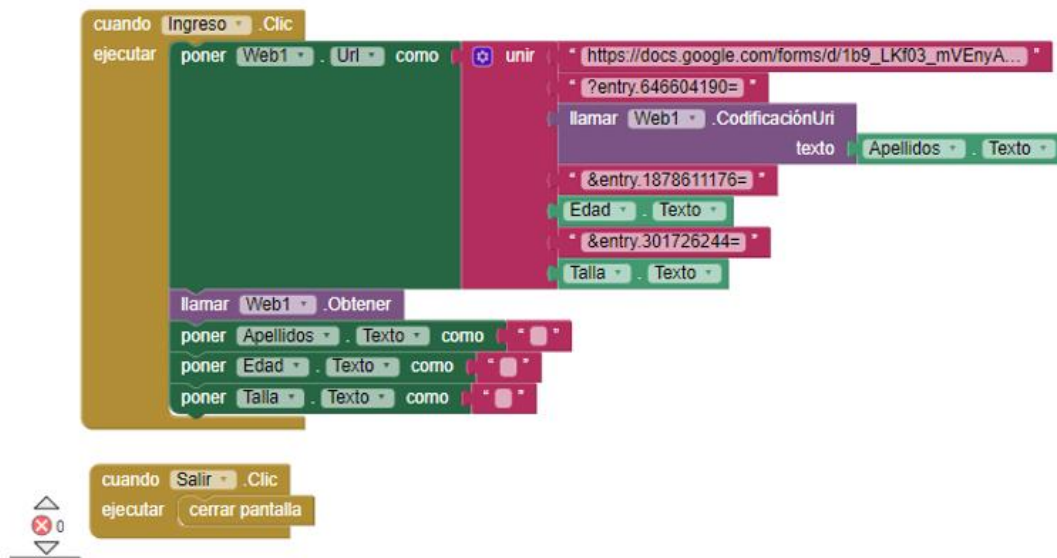 cuando Ingreso .Clic
ejecutar poner Web1 . Url como unir " https://docs.google.com/forms/d/1b9_LKf03_mVEnyA... "
" ?entry.646604190= "
llamar Web1 .CodificaciónUri
texto Apellidos . Texto
" &entry.1878611176= "
Edad . Texto
" &entry.301726244= "
Talla . Texto
llamar Web1 .Obtener
poner Apellidos . Texto como " "
poner Edad . Texto como " "
poner Talla . Texto como " "
cuando Salir .Clic
ejecutar cerrar pantalla
0